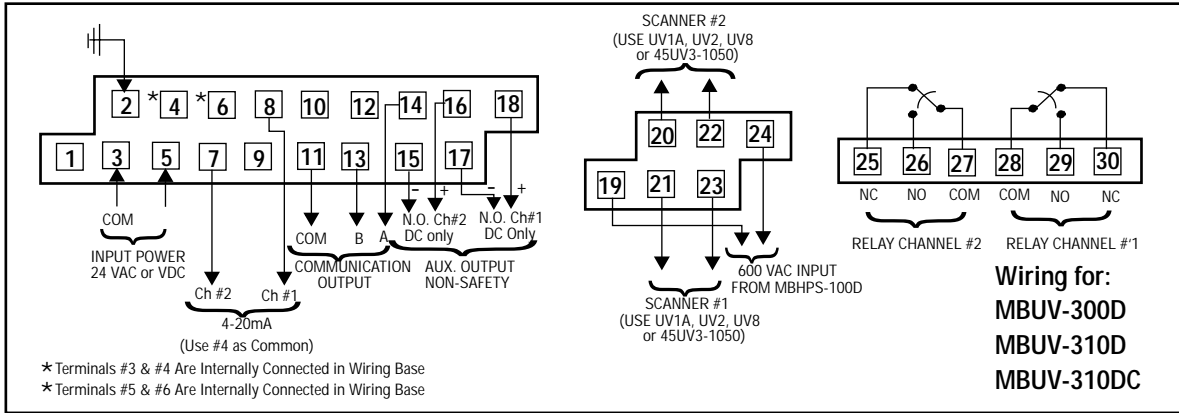 SCANNER #2
(USE UV1A, UV2, UV8
or 45UV3-1050)
2 *4 *6 8 10 12 14 16 18
1 3 5 7 9 11 13 15 17
COM
INPUT POWER
24 VAC or VDC
Ch #2 Ch #1
4-20mA
(Use #4 as Common)
COM B A
COMMUNICATION
OUTPUT
- +
N.O. Ch#2
DC only
- +
N.O. Ch#1
DC Only
AUX. OUTPUT
NON-SAFETY
* Terminals #3 & #4 Are Internally Connected in Wiring Base
* Terminals #5 & #6 Are Internally Connected in Wiring Base
20 22 24
19 21 23
600 VAC INPUT
FROM MBHPS-100D
SCANNER #1
(USE UV1A, UV2, UV8
or 45UV3-1050)
25 26 27 28 29 30
NC NO COM COM NO NC
RELAY CHANNEL #2 RELAY CHANNEL #'1
Wiring for:
MBUV-300D
MBUV-310D
MBUV-310DC